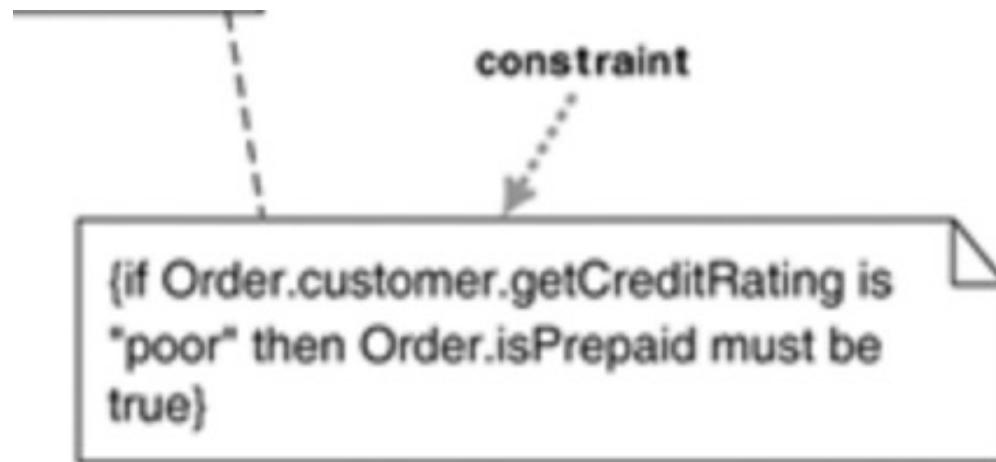 constraint
{if Order.customer.getCreditRating is
"poor" then Order.isPrepaid must be
true}